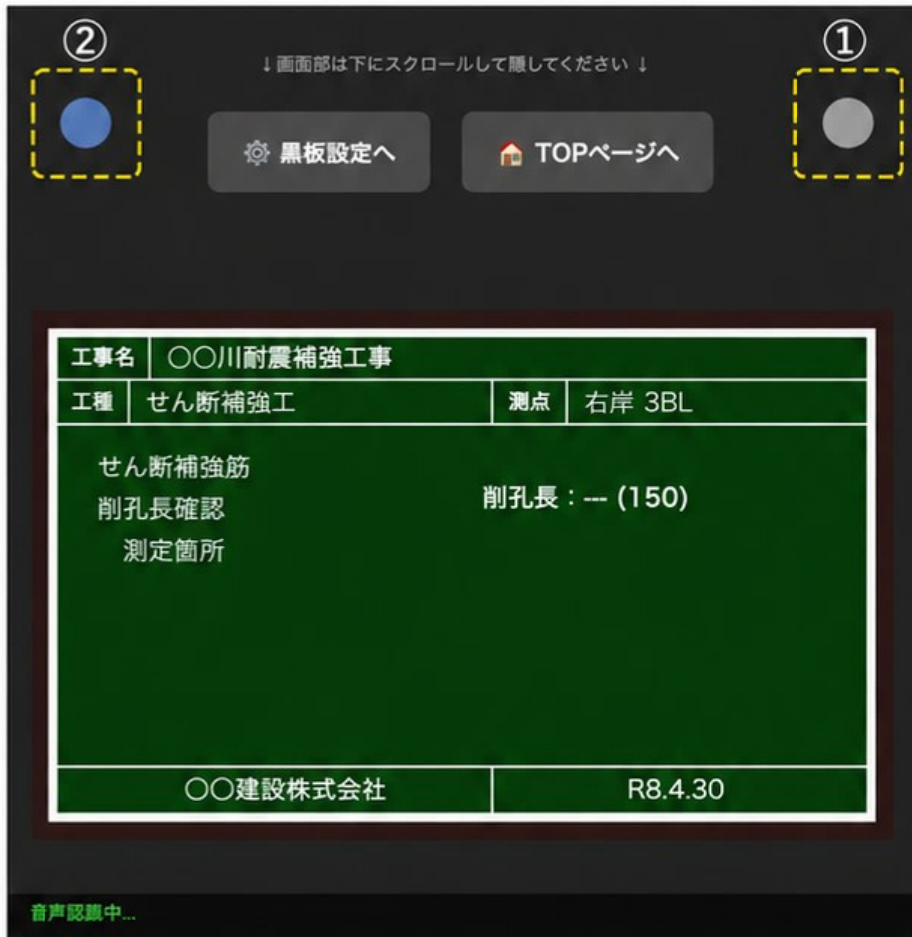 ② ①
↓画面部は下にスクロールして隠してください ↓
黒板設定へ TOPページへ
工事名 〇〇川耐震補強工事
工種 せん断補強工 測点 右岸 3BL
せん断補強筋
削孔長確認 削孔長:--- (150)
測定箇所
〇〇建設株式会社 R8.4.30
音声認識中...